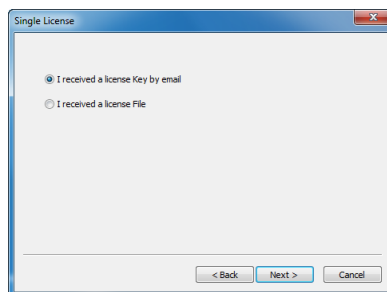 Single License
I received a license Key by email
I received a license File
< Back Next > Cancel